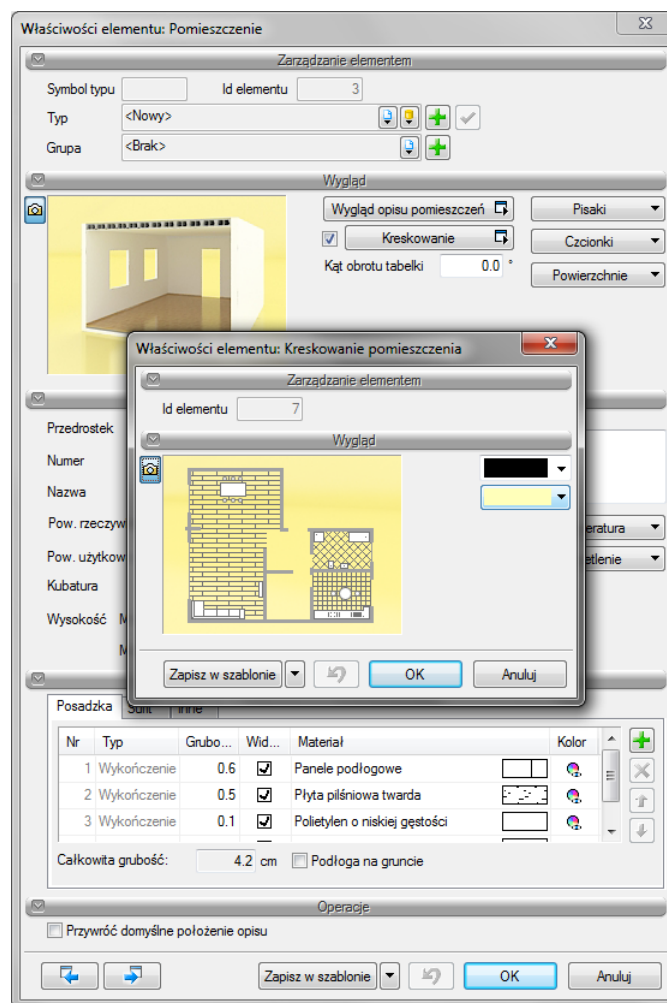 Właściwości elementu: Pomieszczenie
Zarządzanie elementem
Symbol typu Id elementu 3
Typ <Nowy>
Grupa <Brak>
Wygląd
Wygląd opisu pomieszczeń Pisaki
Kreskowanie Czcionki
Kąt obrotu tabelki 0.0 ° Powierzchnie
Właściwości elementu: Kreskowanie pomieszczenia
Zarządzanie elementem
Id elementu 7
Wygląd
Zapisz w szablonie OK Anuluj
Przedrostek
Numer
Nazwa
Pow. rzeczyw
Pow. użytkow
Kubatura
Wysokość M
M
eratura
etlenie
Posadzka Sufit Inne
Nr Typ Grubo... Wid... Materiał Kolor
1 Wykończenie 0.6 Panele podłogowe
2 Wykończenie 0.5 Płyta pilśniowa twarda
3 Wykończenie 0.1 Polietylen o niskiej gęstości
Całkowita grubość: 4.2 cm Podłoga na gruncie
Operacje
Przywróć domyślne położenie opisu
Zapisz w szablonie OK Anuluj